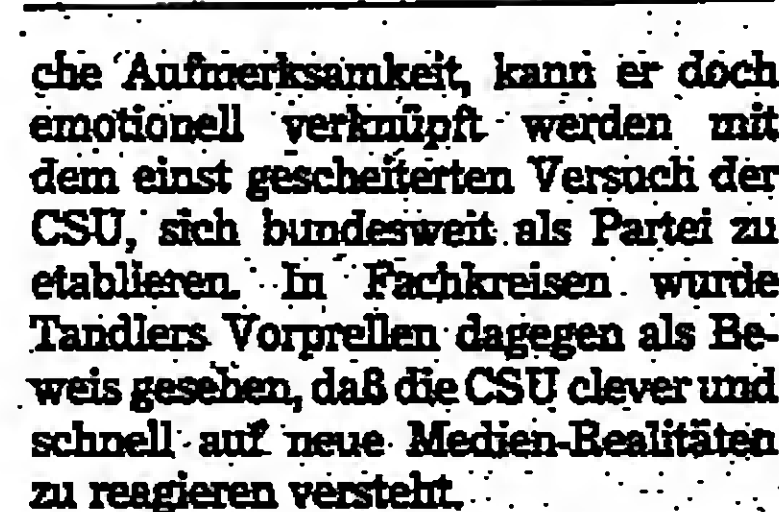 che Aufmerksamkeit, kann er doch
emotionell verknüpft werden mit
dem einst gescheiterten Versuch der
CSU, sich bundesweit als Partei zu
etablieren. In Fachkreisen wurde
Tandlers Vorprellen dagegen als Be-
weis gesehen, daß die CSU clever und
schnell auf neue Medien-Realitäten
zu reagieren versteht.